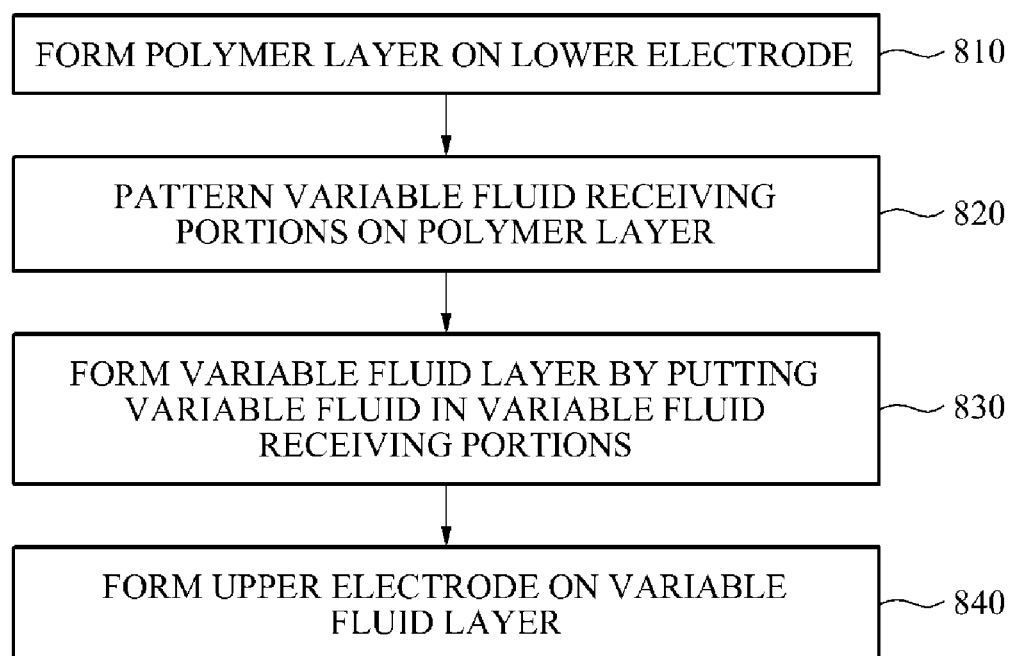 FORM POLYMER LAYER ON LOWER ELECTRODE
810
PATTERN VARIABLE FLUID RECEIVING
PORTIONS ON POLYMER LAYER
820
FORM VARIABLE FLUID LAYER BY PUTTING
VARIABLE FLUID IN VARIABLE FLUID
RECEIVING PORTIONS
830
FORM UPPER ELECTRODE ON VARIABLE
FLUID LAYER
840